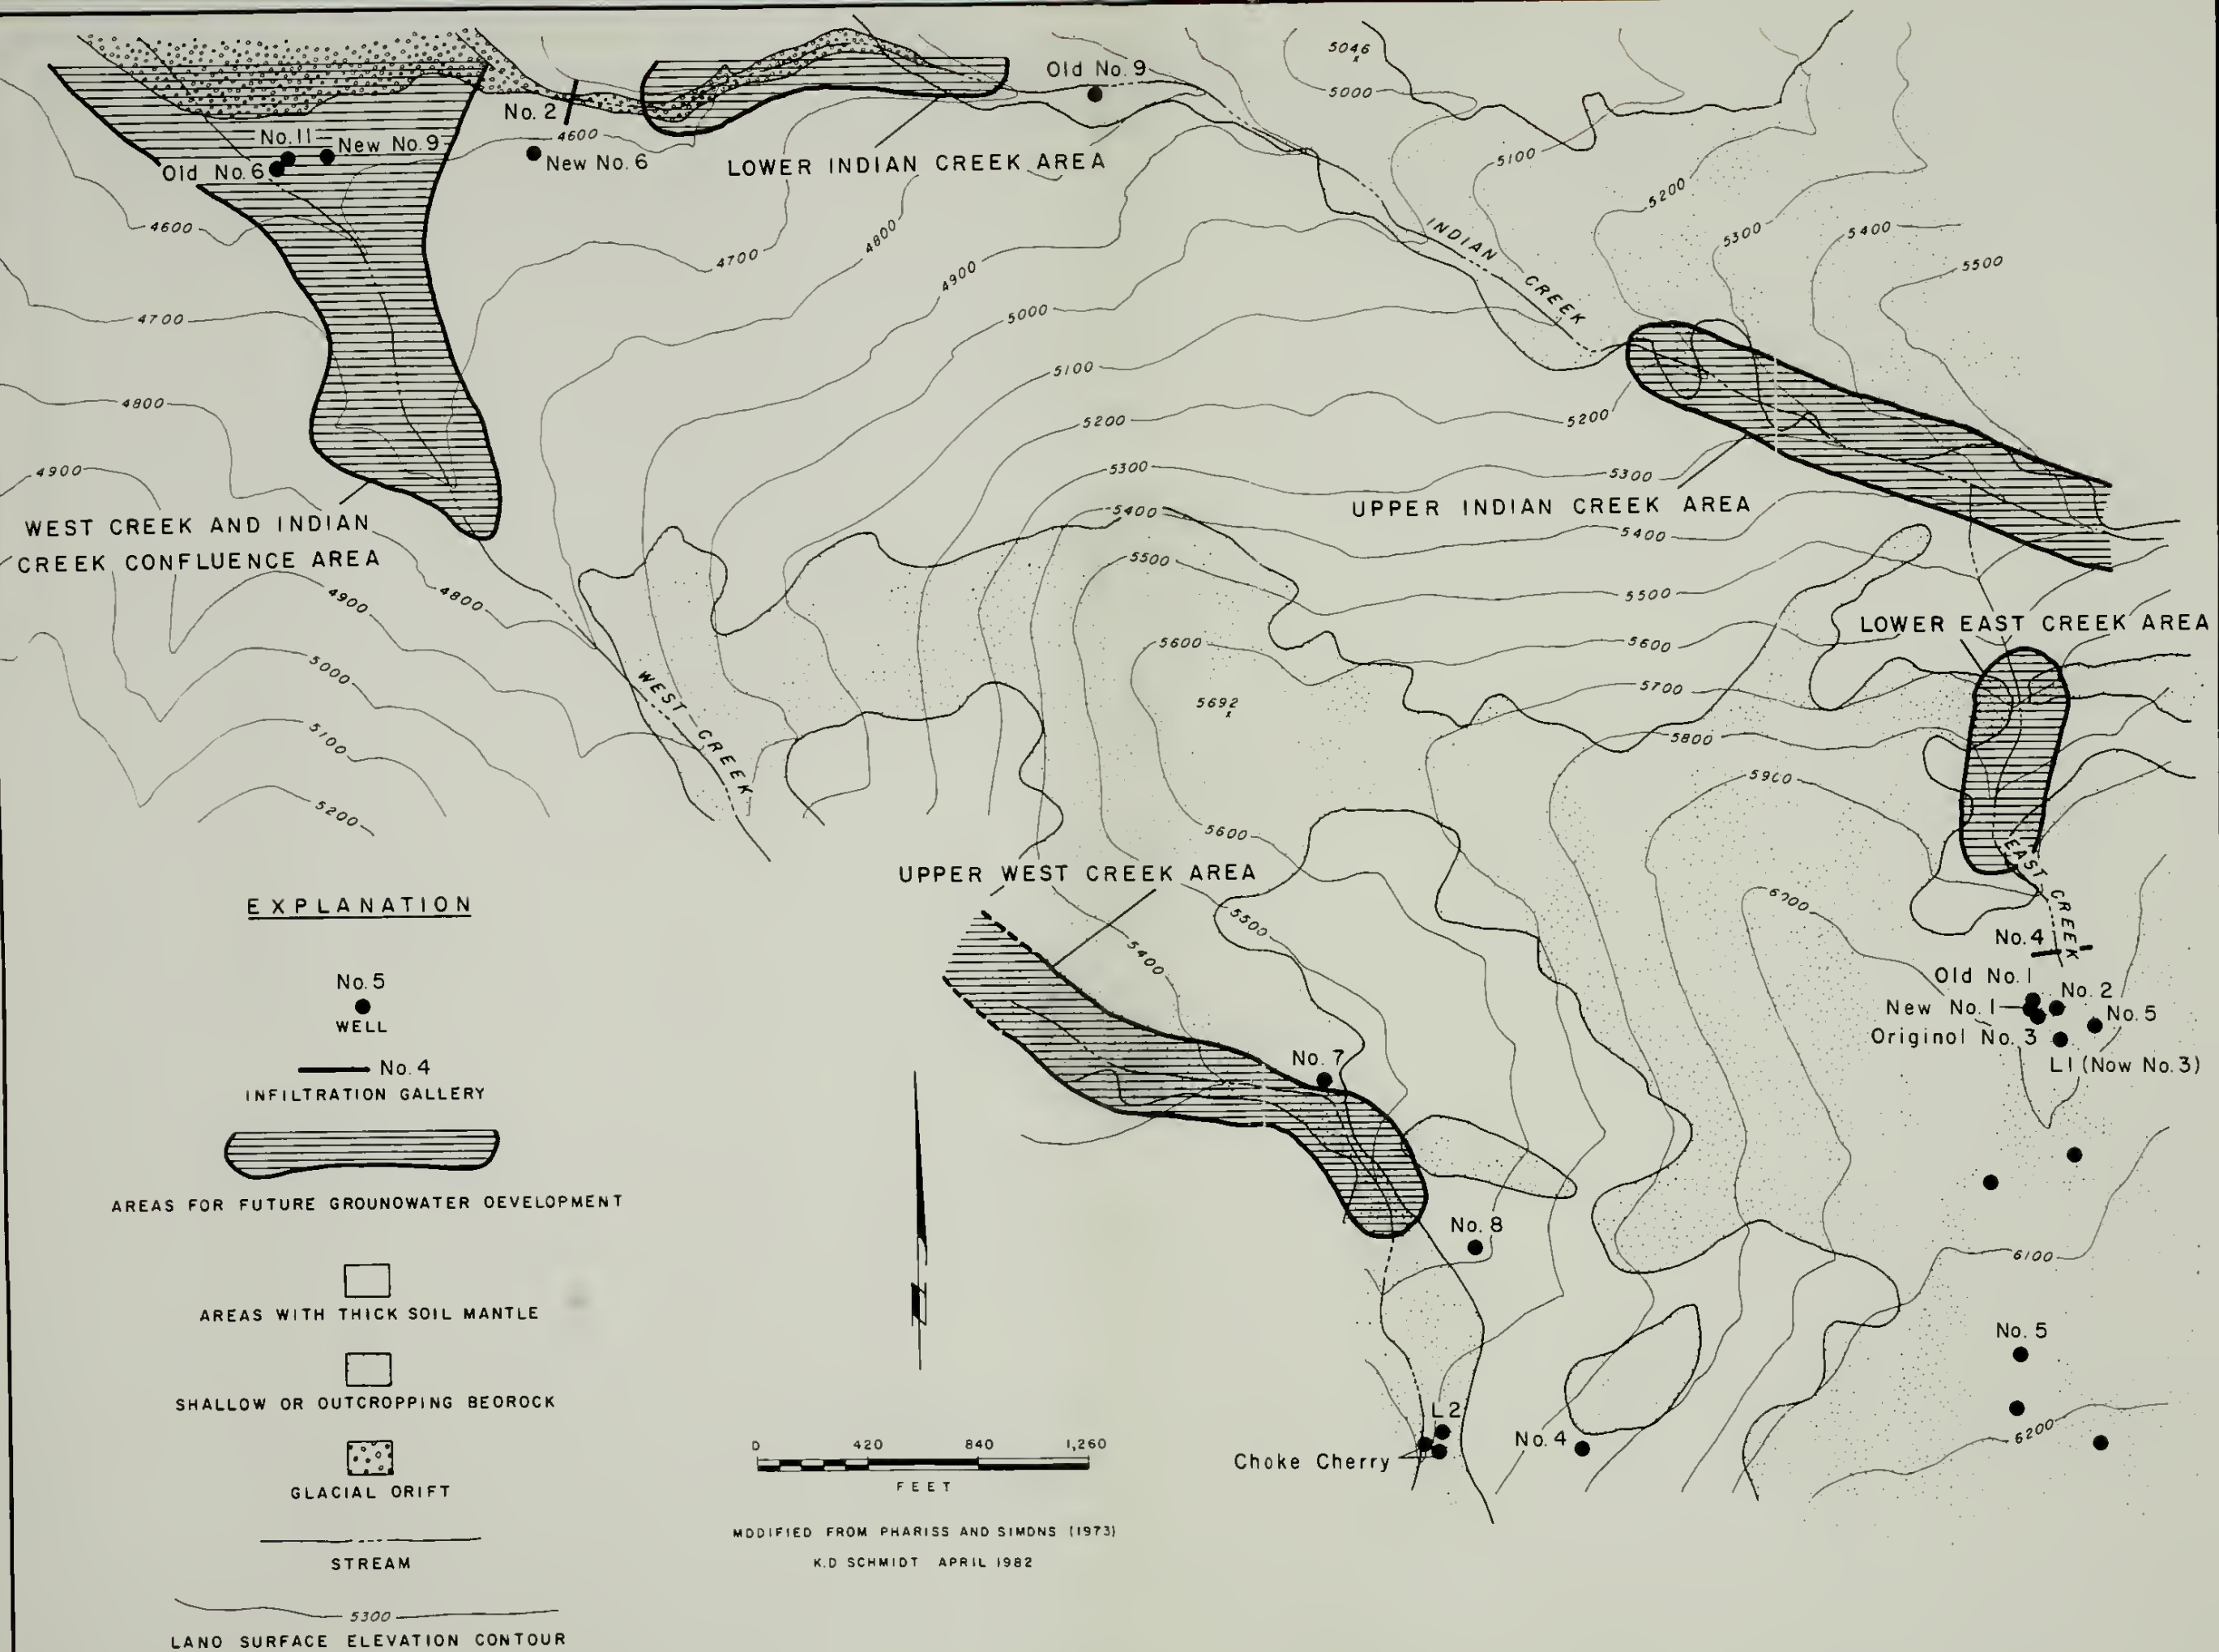 5046
5000
Old No. 9
No. 2
4600
No. 11
New No. 9
Old No. 6
New No. 6
LOWER INDIAN CREEK AREA
5100
5200
5300
5400
5500
4600
4700
4800
4900
5000
INDIAN CREEK
4700
5100
4800
5200
5200
5300
5300
4900
UPPER INDIAN CREEK AREA
5400
5400
WEST CREEK AND INDIAN
CREEK CONFLUENCE AREA
5500
5500
4900
4800
LOWER EAST CREEK AREA
5600
5600
5000
WEST CREEK
5692
5700
5100
5800
5900
5200
5600
UPPER WEST CREEK AREA
EAST CREEK
6000
5500
5400
EXPLANATION
No. 5
WELL
No. 4
INFILTRATION GALLERY
AREAS FOR FUTURE GROUNDWATER DEVELOPMENT
AREAS WITH THICK SOIL MANTLE
SHALLOW OR OUTCROPPING BEDROCK
GLACIAL DRIFT
STREAM
5300
LAND SURFACE ELEVATION CONTOUR
No. 4
Old No. 1
No. 2
New No. 1
No. 5
Original No. 3
L1 (Now No. 3)
No. 7
No. 8
6100
No. 5
L2
No. 4
6200
Choke Cherry
N
0 420 840 1,260
FEET
MODIFIED FROM PHARISS AND SIMONS (1973)
K.D SCHMIDT APRIL 1982